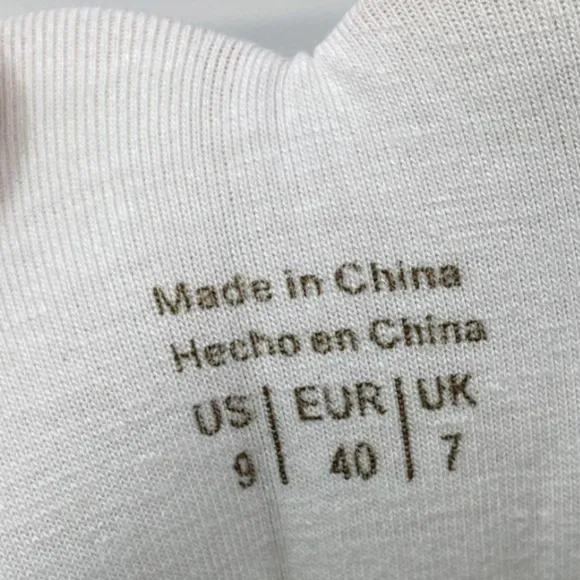 Made in China
Hecho en China
US | EUR | UK
9 | 40 | 7